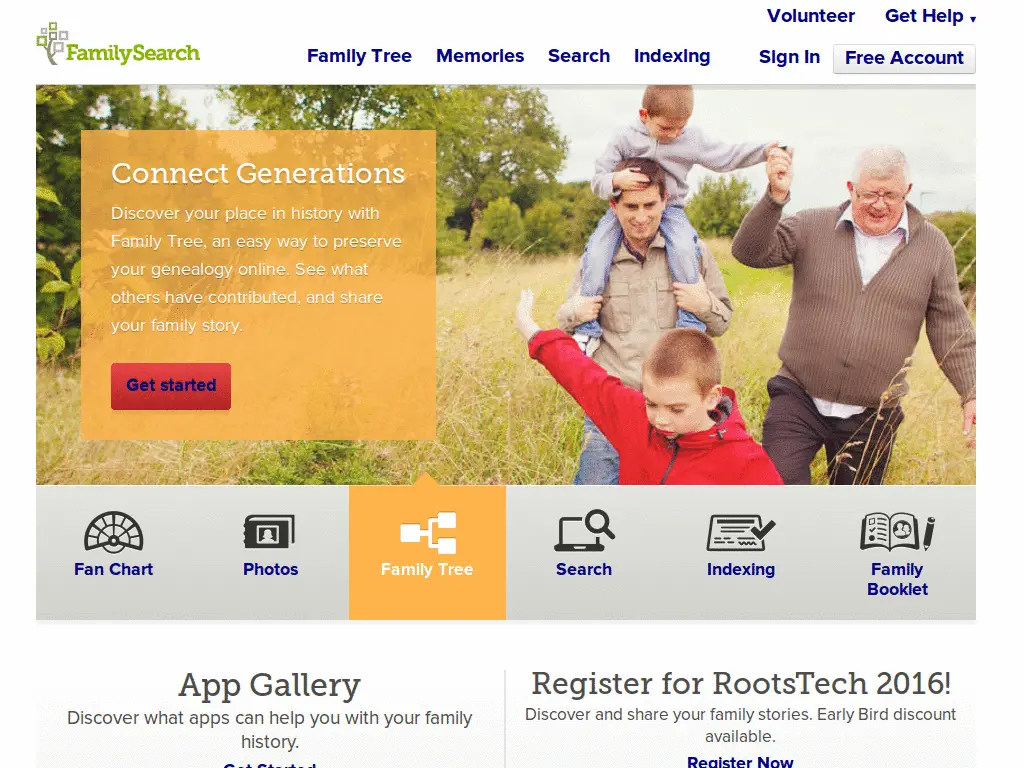 Volunteer Get Help ▾
FamilySearch
Family Tree Memories Search Indexing Sign In Free Account
Connect Generations
Discover your place in history with
Family Tree, an easy way to preserve
your genealogy online. See what
others have contributed, and share
your family story.
Get started
Fan Chart Photos Family Tree Search Indexing Family
Booklet
App Gallery
Discover what apps can help you with your family
history.
Get Started
Register for RootsTech 2016!
Discover and share your family stories. Early Bird discount
available.
Register Now